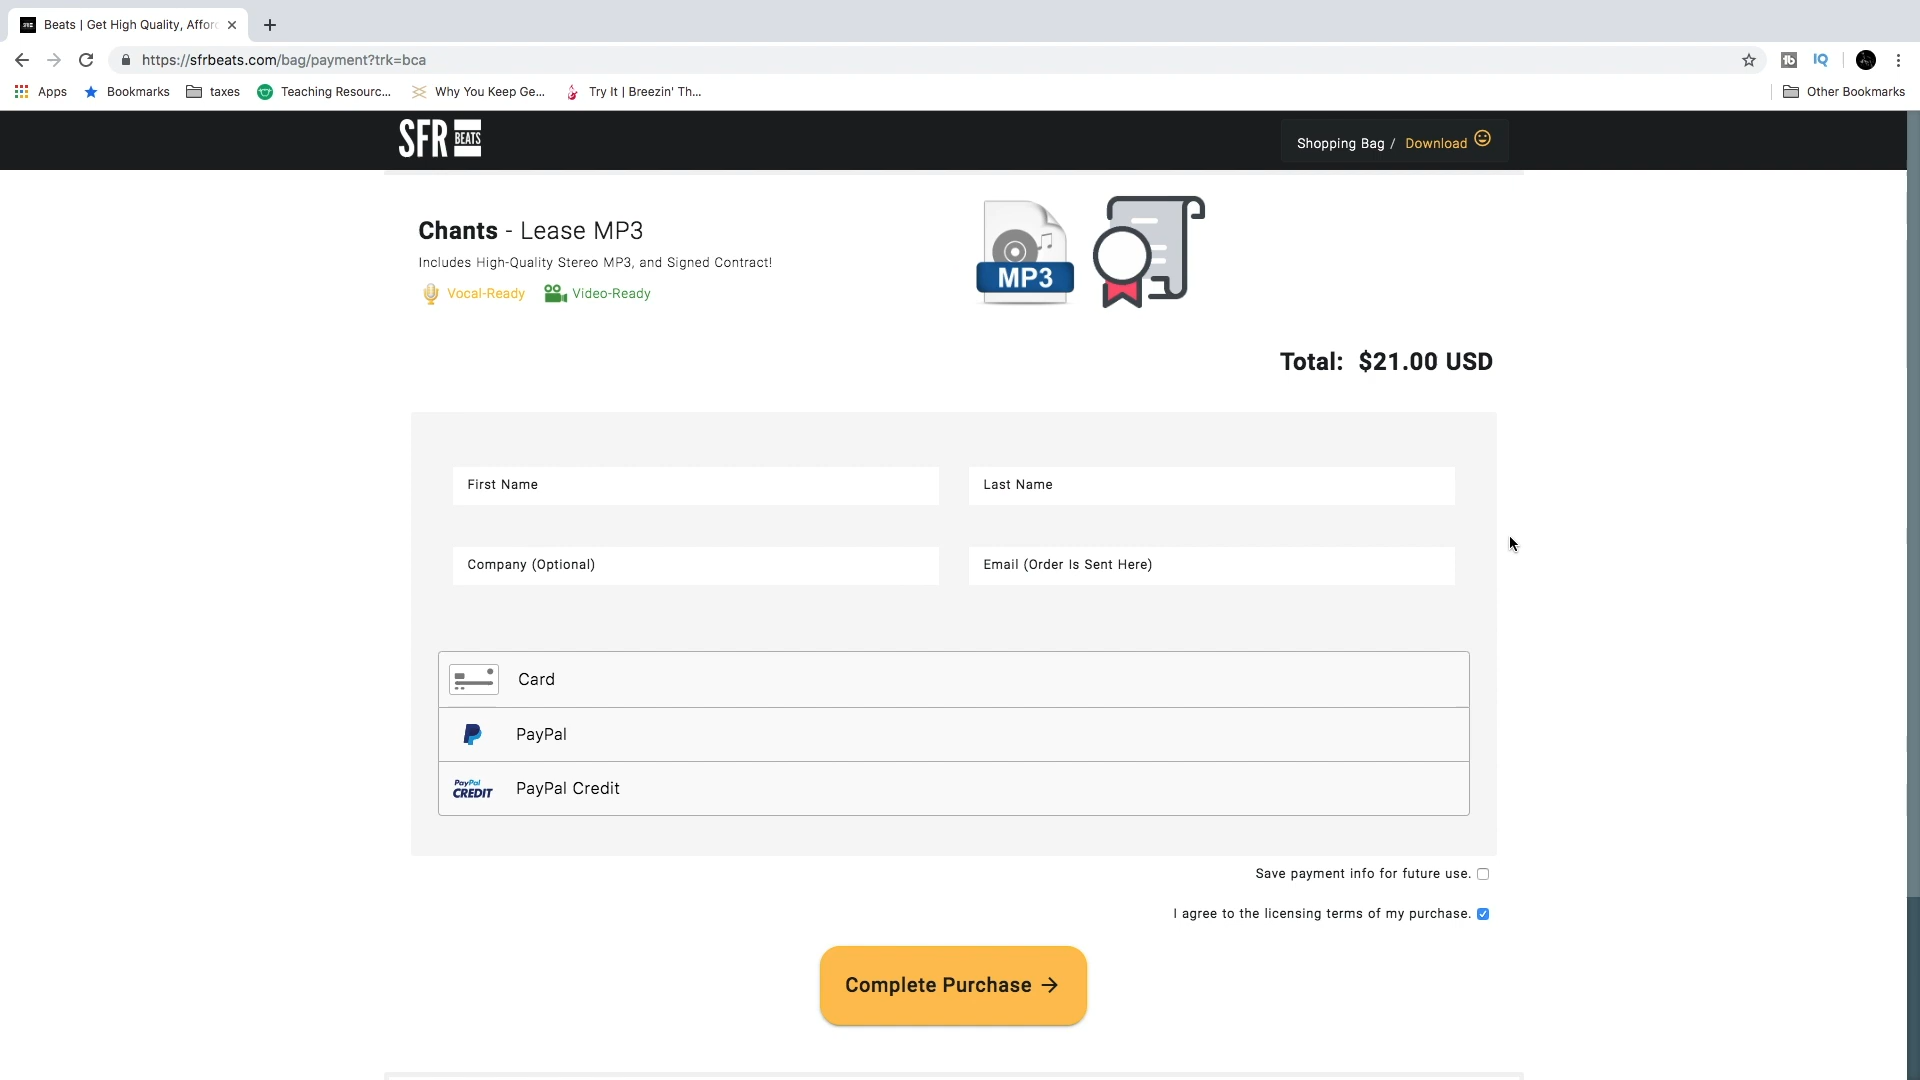 Beats | Get High Quality, Affor
https://sfrbeats.com/bag/payment?trk=bca
IQ
Apps
Bookmarks
taxes
Teaching Resourc...
Why You Keep Ge...
Try It | Breezin' Th...
Other Bookmarks
SFR BEATS
Shopping Bag / Download
Chants - Lease MP3
Includes High-Quality Stereo MP3, and Signed Contract!
Vocal-Ready
Video-Ready
MP3
Total: $21.00 USD
First Name
Last Name
Company (Optional)
Email (Order Is Sent Here)
Card
PayPal
PayPal CREDIT
PayPal Credit
Save payment info for future use.
I agree to the licensing terms of my purchase.
Complete Purchase →